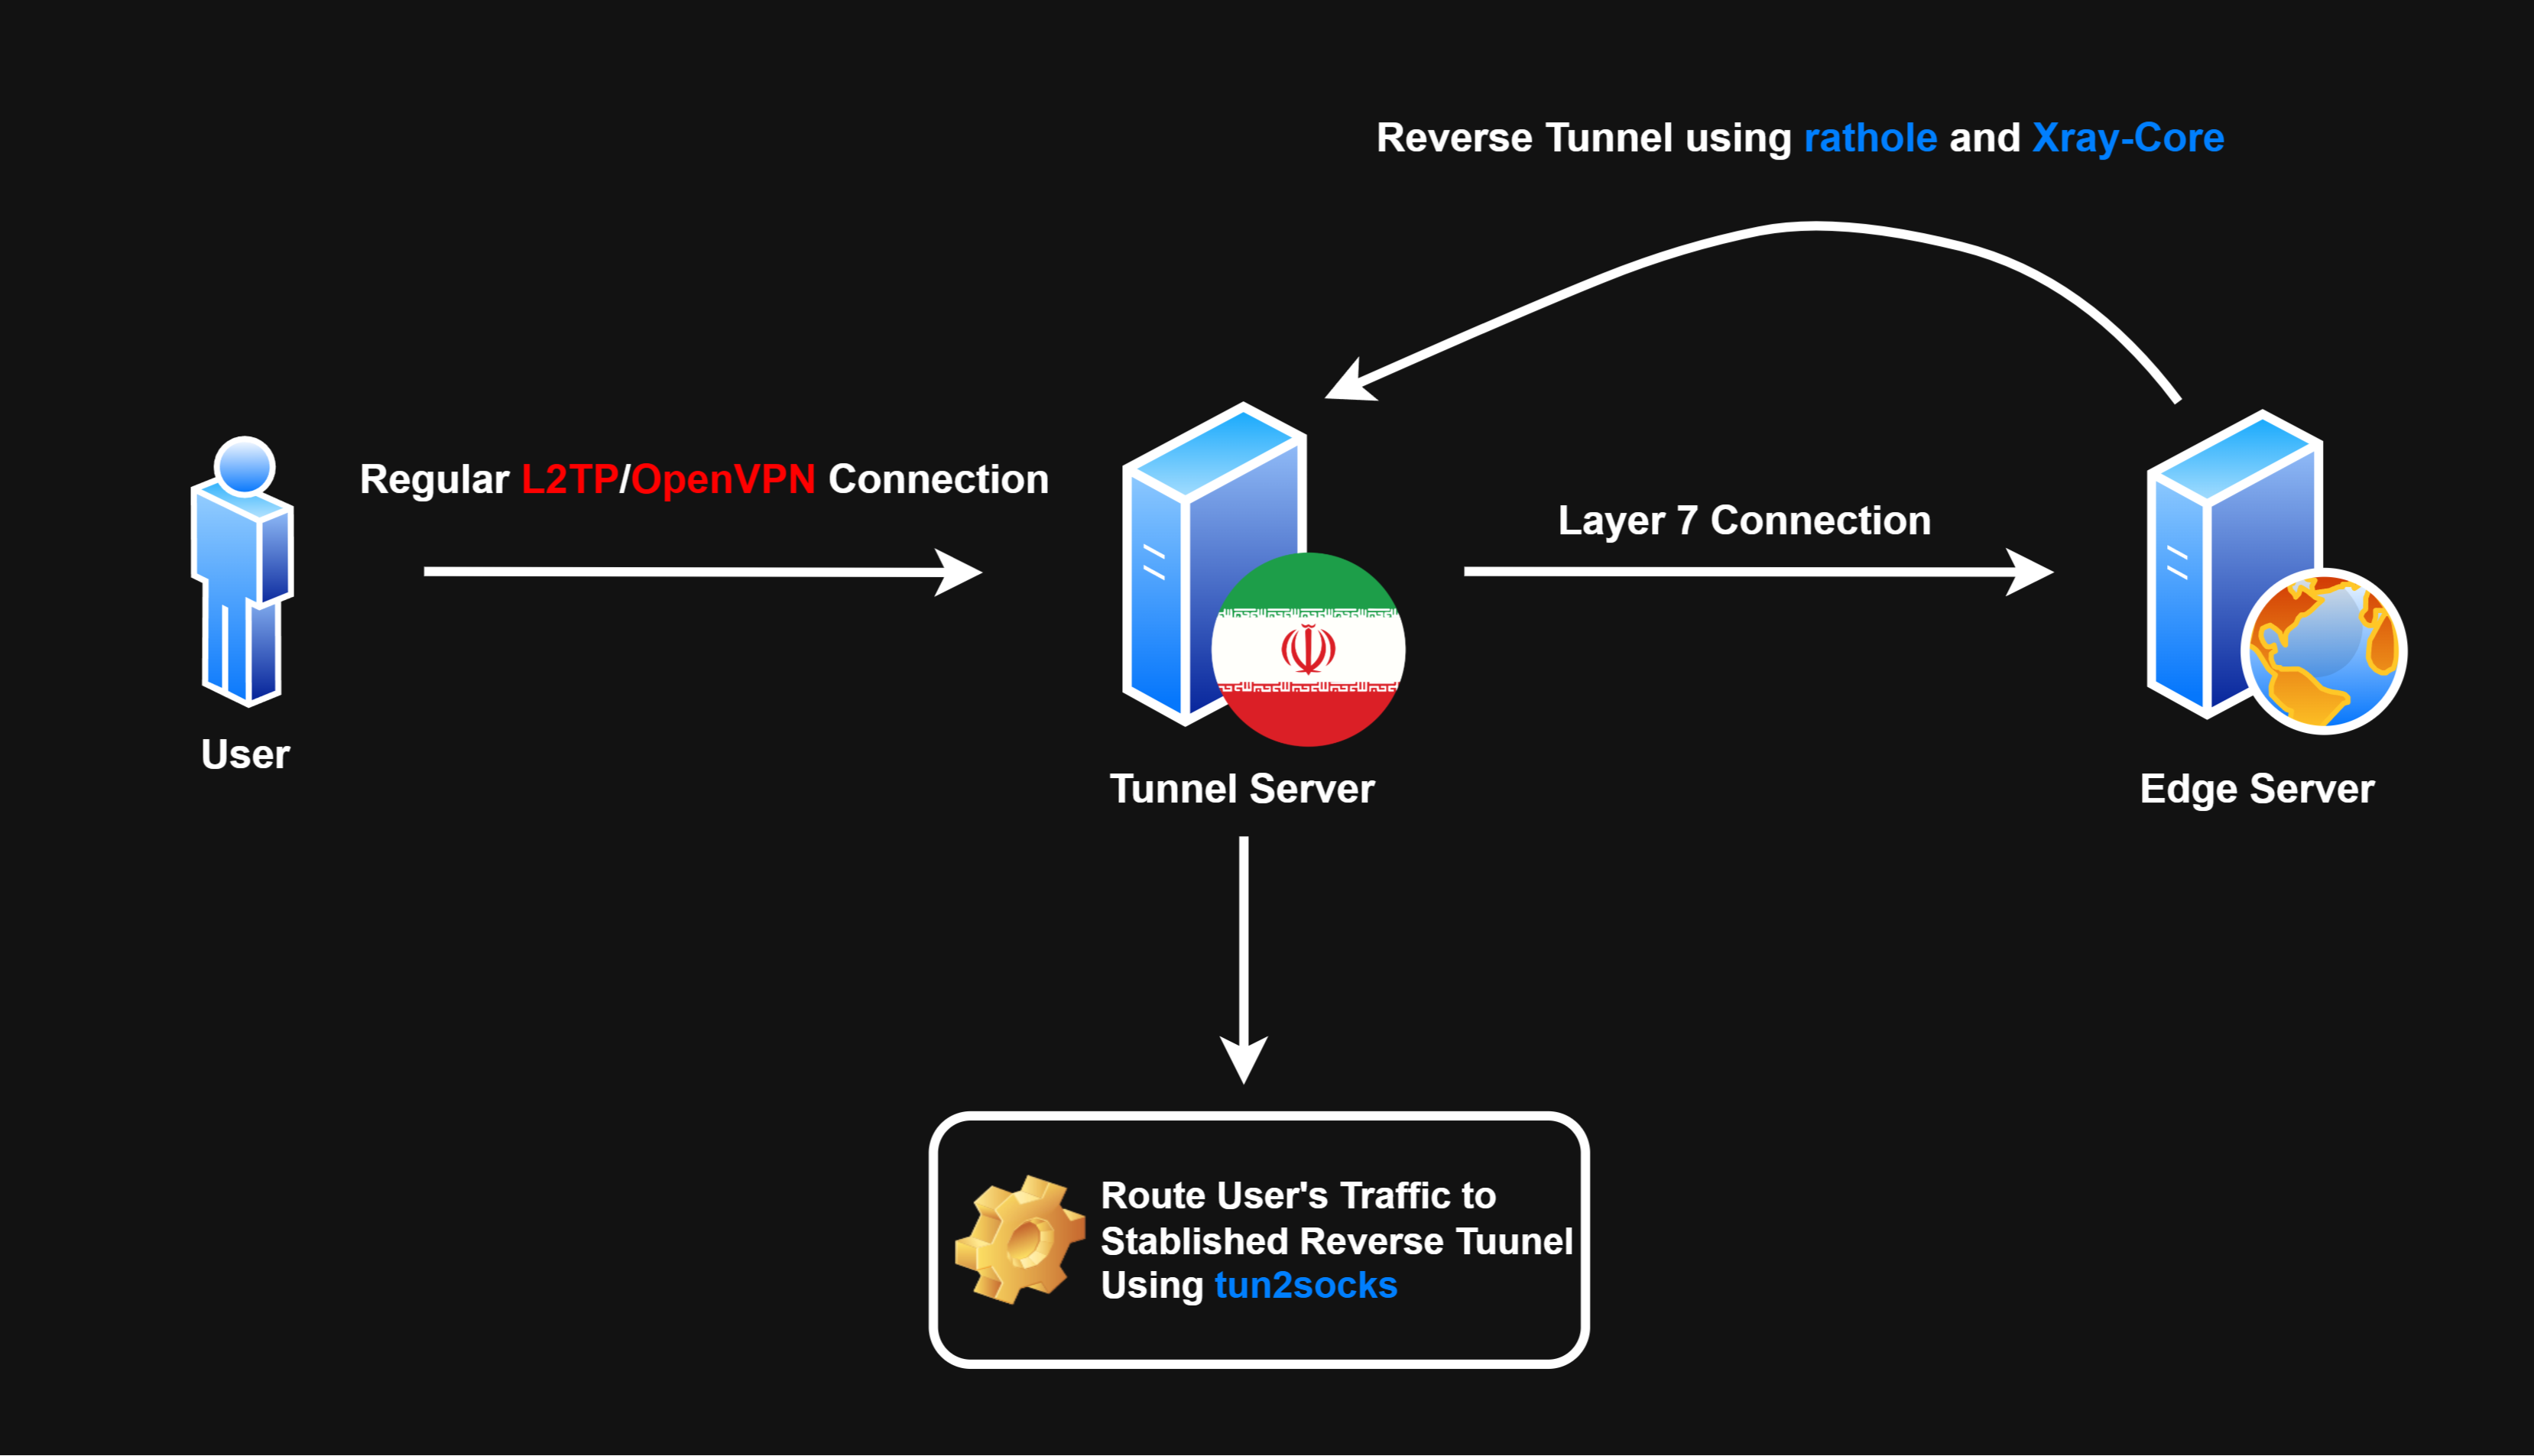 Reverse Tunnel using rathole and Xray-Core
Regular L2TP/OpenVPN Connection
Layer 7 Connection
User
Tunnel Server
Edge Server
Route User's Traffic to
Stablished Reverse Tuunel
Using tun2socks